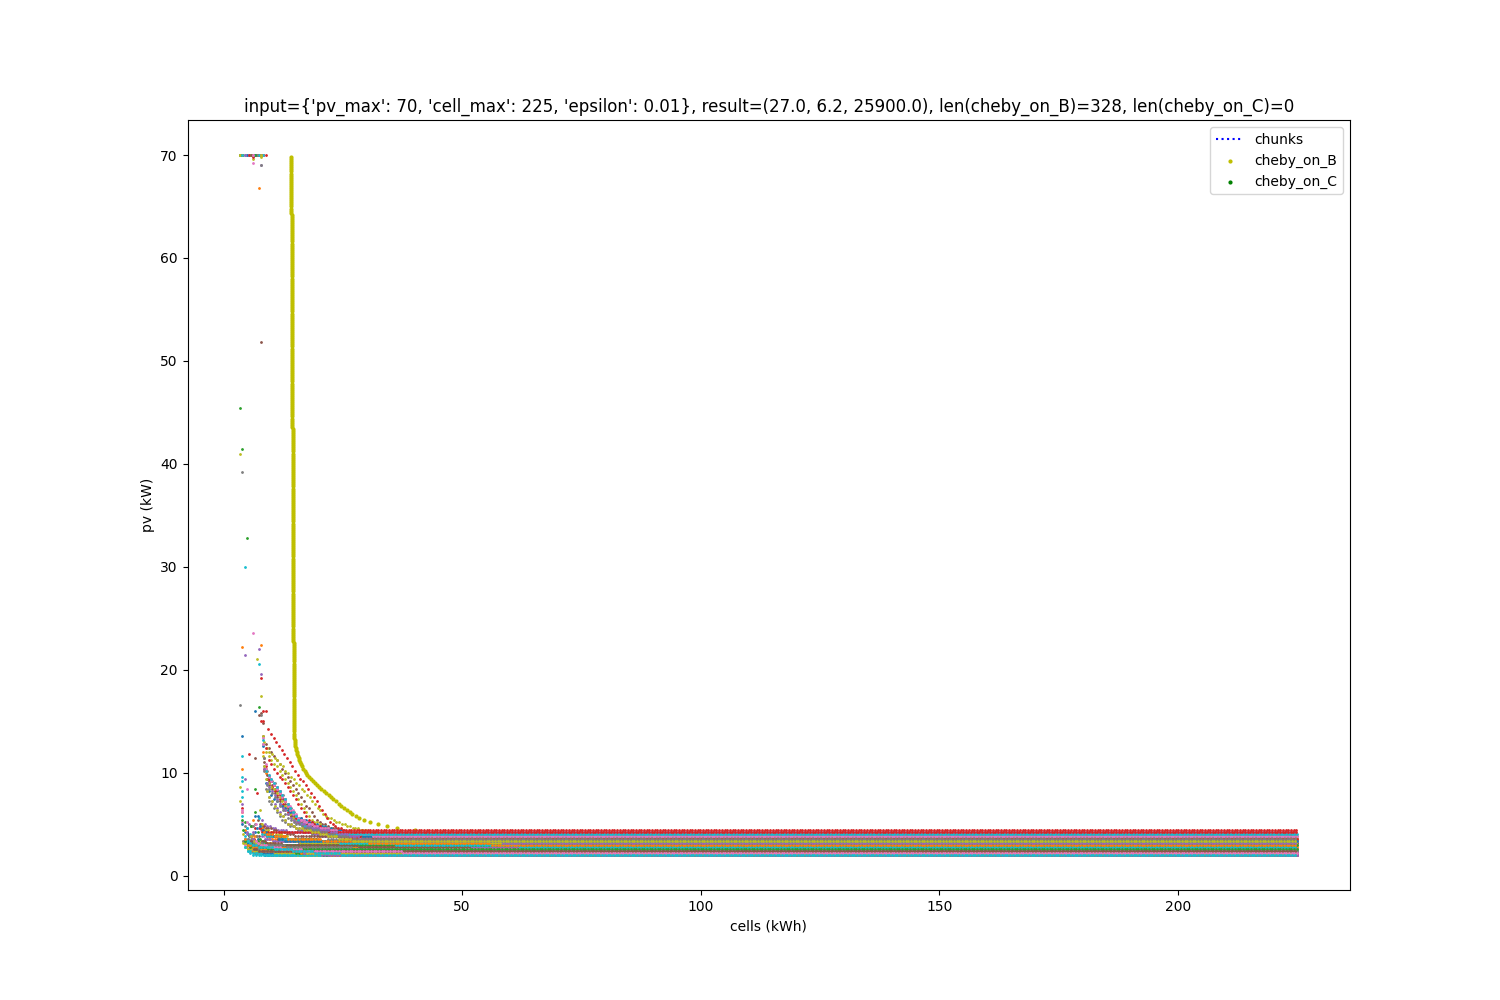 input={'pv_max': 70, 'cell_max': 225, 'epsilon': 0.01}, result=(27.0, 6.2, 25900.0), len(cheby_on_B)=328, len(cheby_on_C)=0
chunks
cheby_on_B
cheby_on_C
70
60
50
40
30
20
10
0
pv (kW)
0 50 100 150 200
cells (kWh)